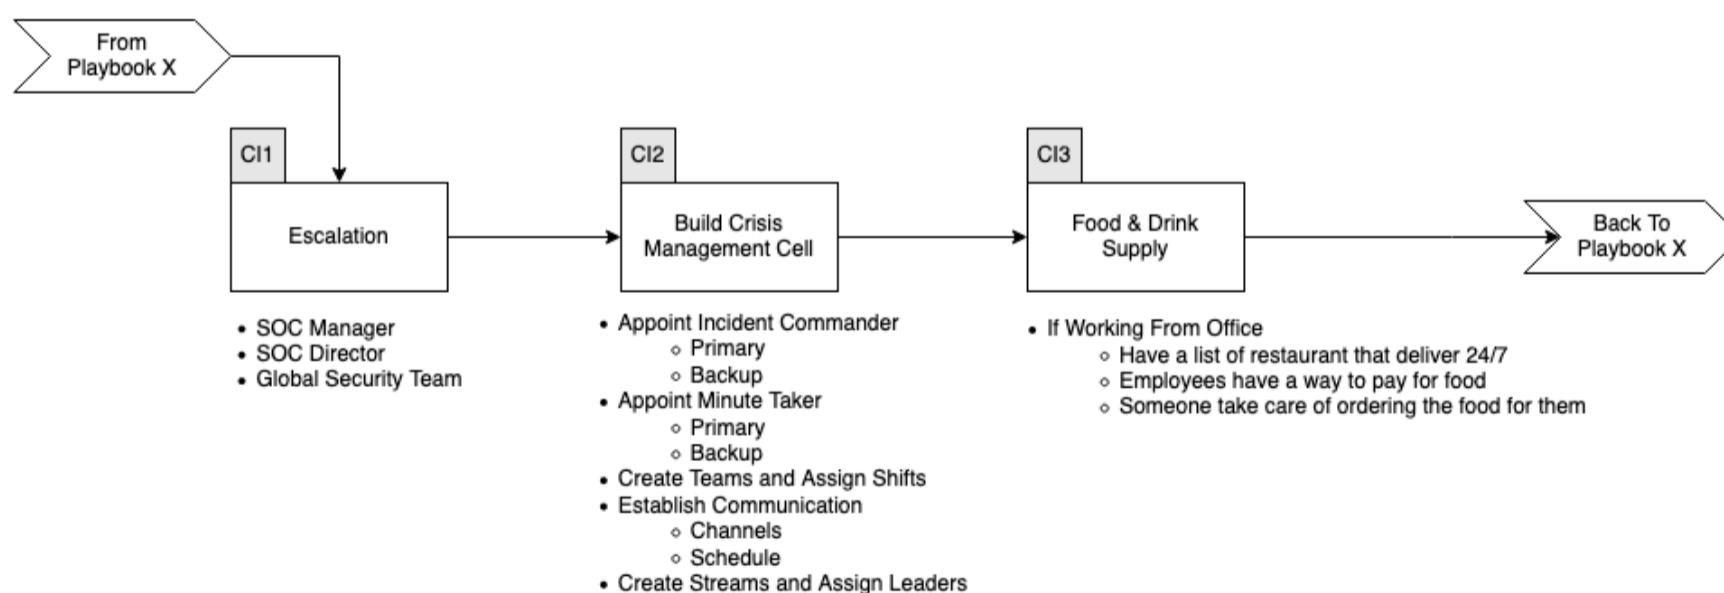 From
Playbook X
CI1
Escalation
• SOC Manager
• SOC Director
• Global Security Team
CI2
Build Crisis
Management Cell
• Appoint Incident Commander
○ Primary
○ Backup
• Appoint Minute Taker
○ Primary
○ Backup
• Create Teams and Assign Shifts
• Establish Communication
○ Channels
○ Schedule
• Create Streams and Assign Leaders
CI3
Food & Drink
Supply
• If Working From Office
○ Have a list of restaurant that deliver 24/7
○ Employees have a way to pay for food
○ Someone take care of ordering the food for them
Back To
Playbook X